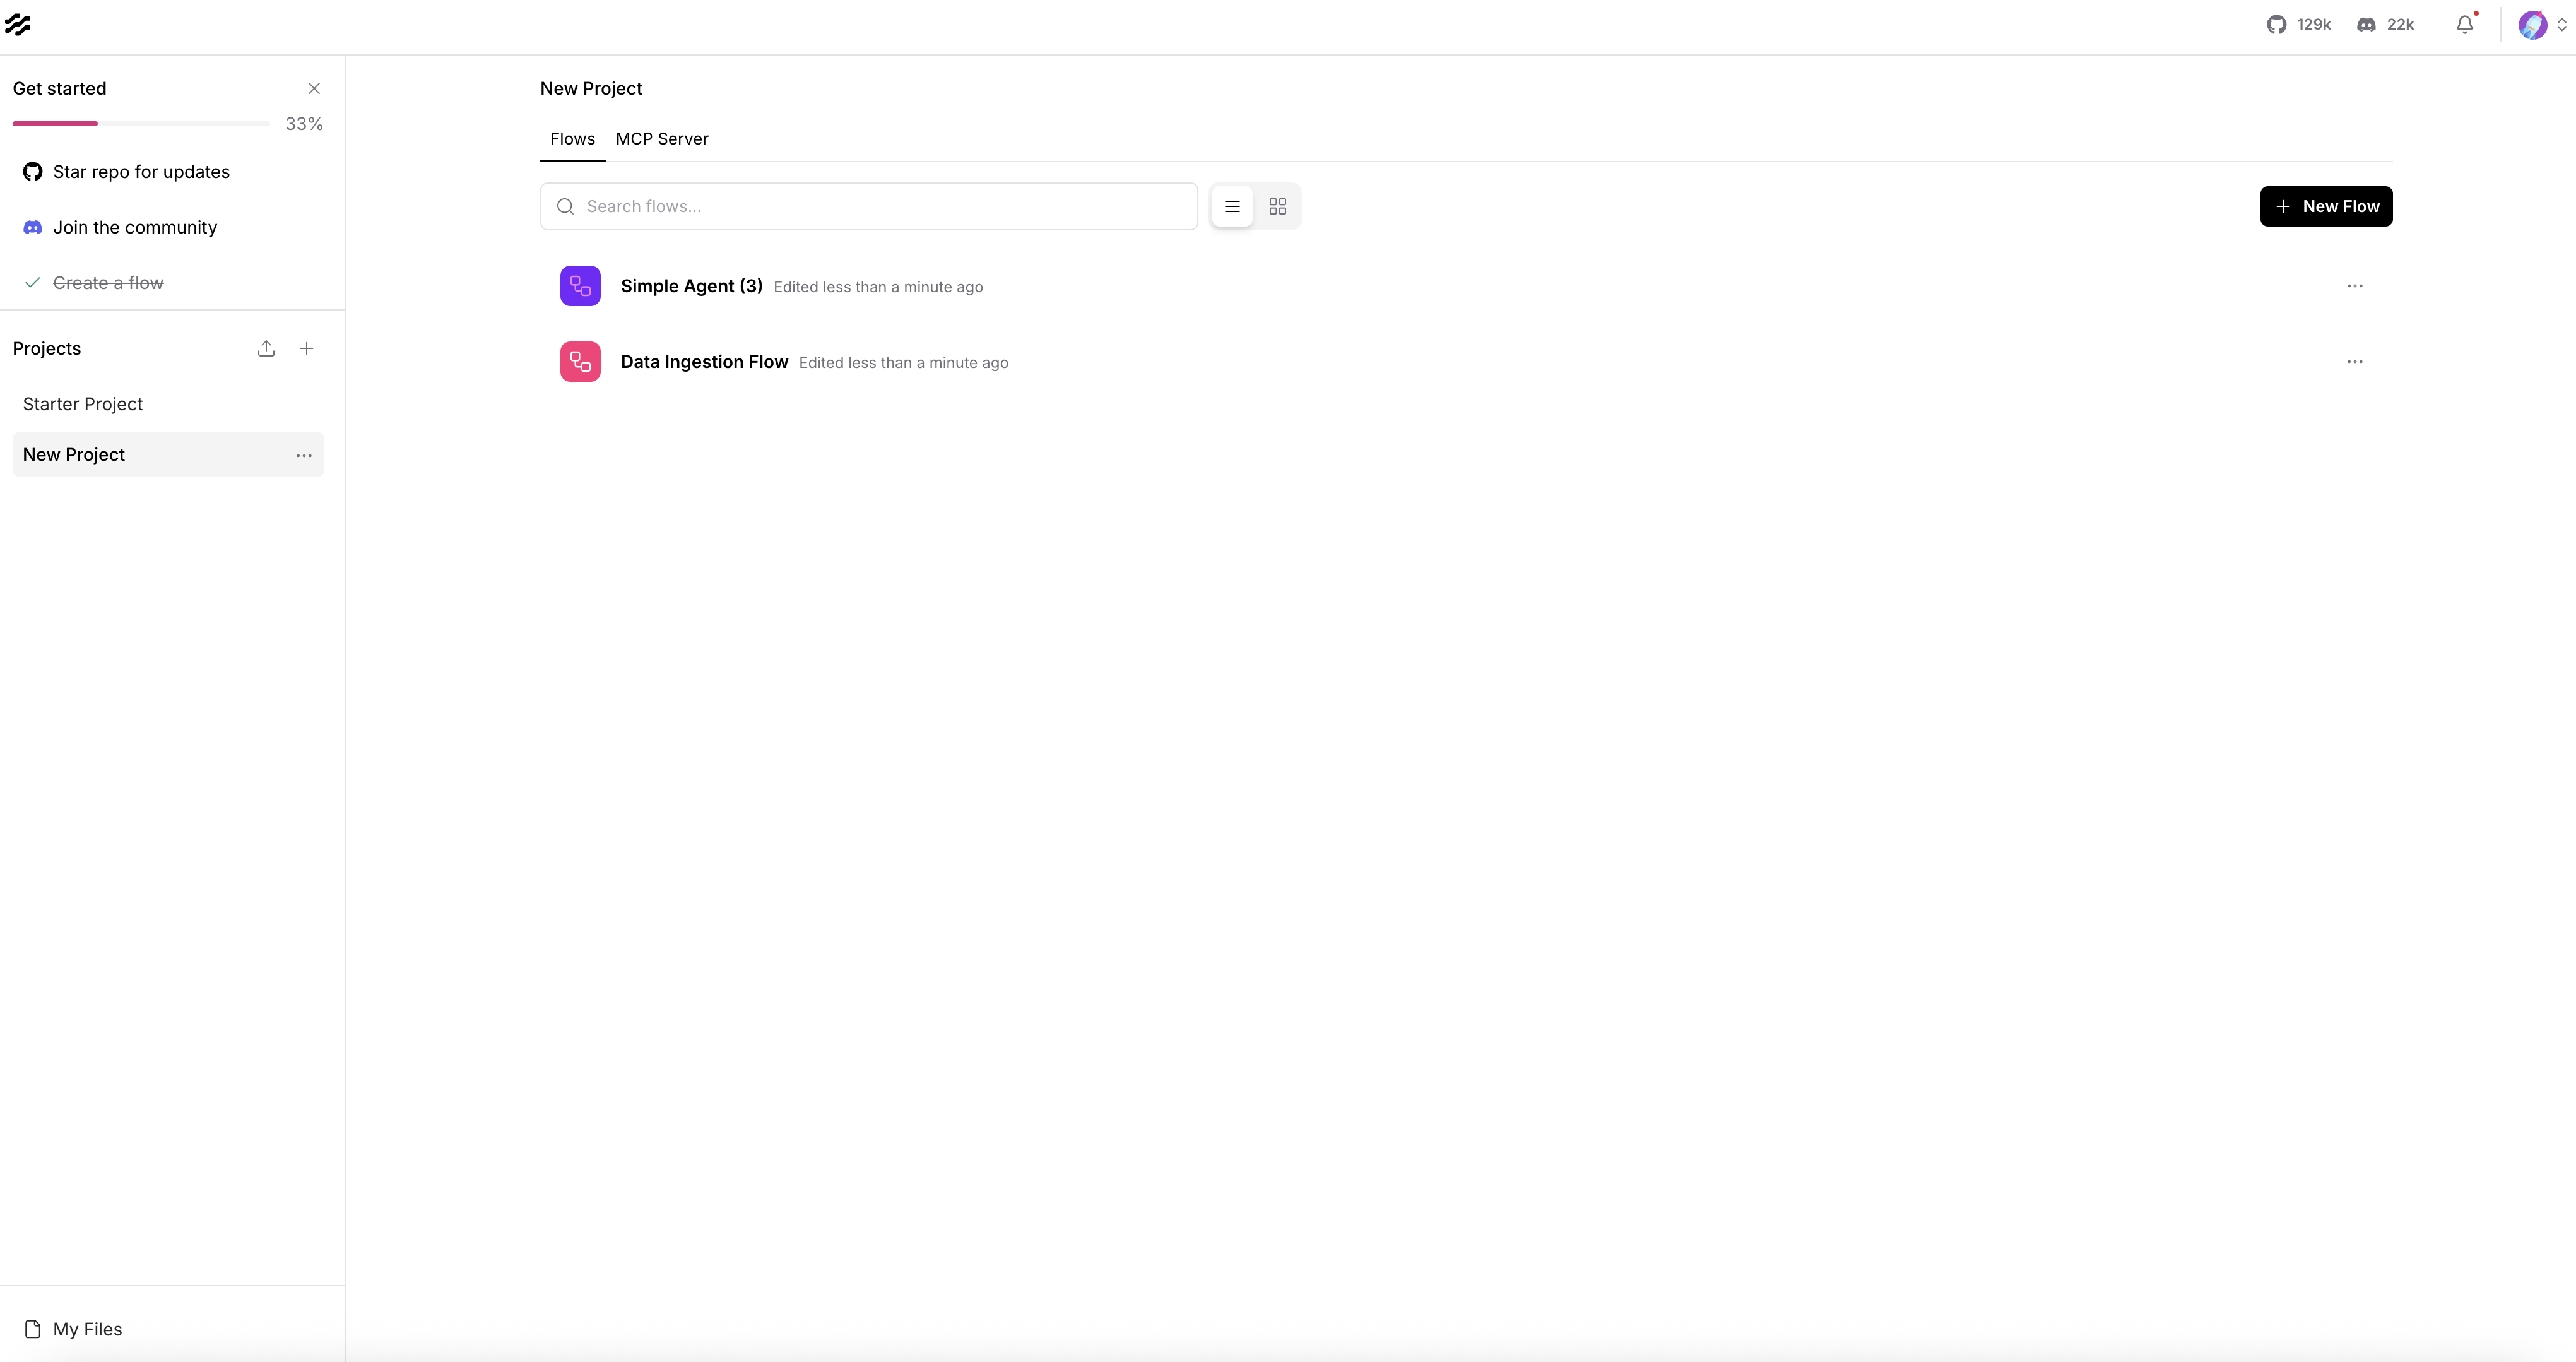 129k
22k
Get started
33%
Star repo for updates
Join the community
Create a flow
Projects
Starter Project
New Project
My Files
New Project
Flows MCP Server
Search flows...
New Flow
Simple Agent (3) Edited less than a minute ago
Data Ingestion Flow Edited less than a minute ago